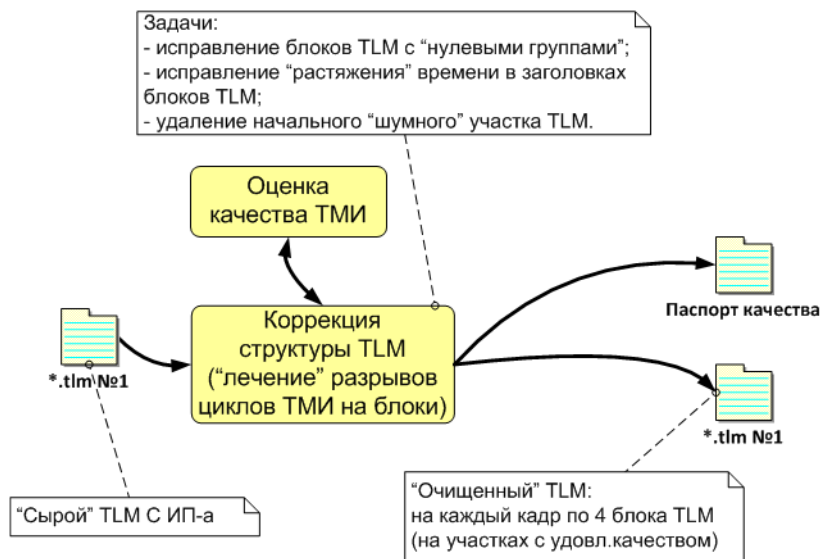 Задачи:
- исправление блоков TLM с “нулевыми группами”;
- исправление “растяжения” времени в заголовках
блоков TLM;
- удаление начального “шумного” участка TLM.
Оценка
качества ТМИ
Коррекция
структуры TLM
(“лечение” разрывов
циклов ТМИ на блоки)
*.tlm №1
Паспорт качества
*.tlm №1
“Сырой” TLM С ИП-а
“Очищенный” TLM:
на каждый кадр по 4 блока TLM
(на участках с удовл.качеством)